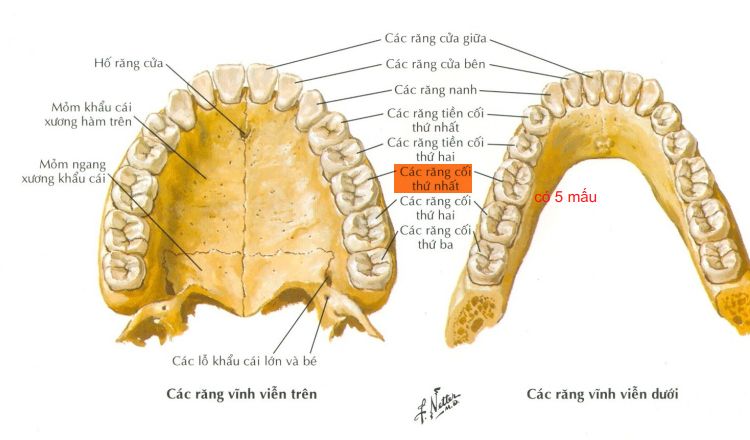 Các răng cửa giữa
Các răng cửa bên
Các răng nanh
Các răng tiền cối
thứ nhất
Các răng tiền cối
thứ hai
Các răng cối
thứ nhất
Các răng cối
thứ hai
Các răng cối
thứ ba
Hố răng cửa
Mỏm khẩu cái
xương hàm trên
Mỏm ngang
xương khẩu cái
có 5 mấu
Các lỗ khẩu cái lớn và bé
Các răng vĩnh viễn trên
Các răng vĩnh viễn dưới
F. Netter
M.D.